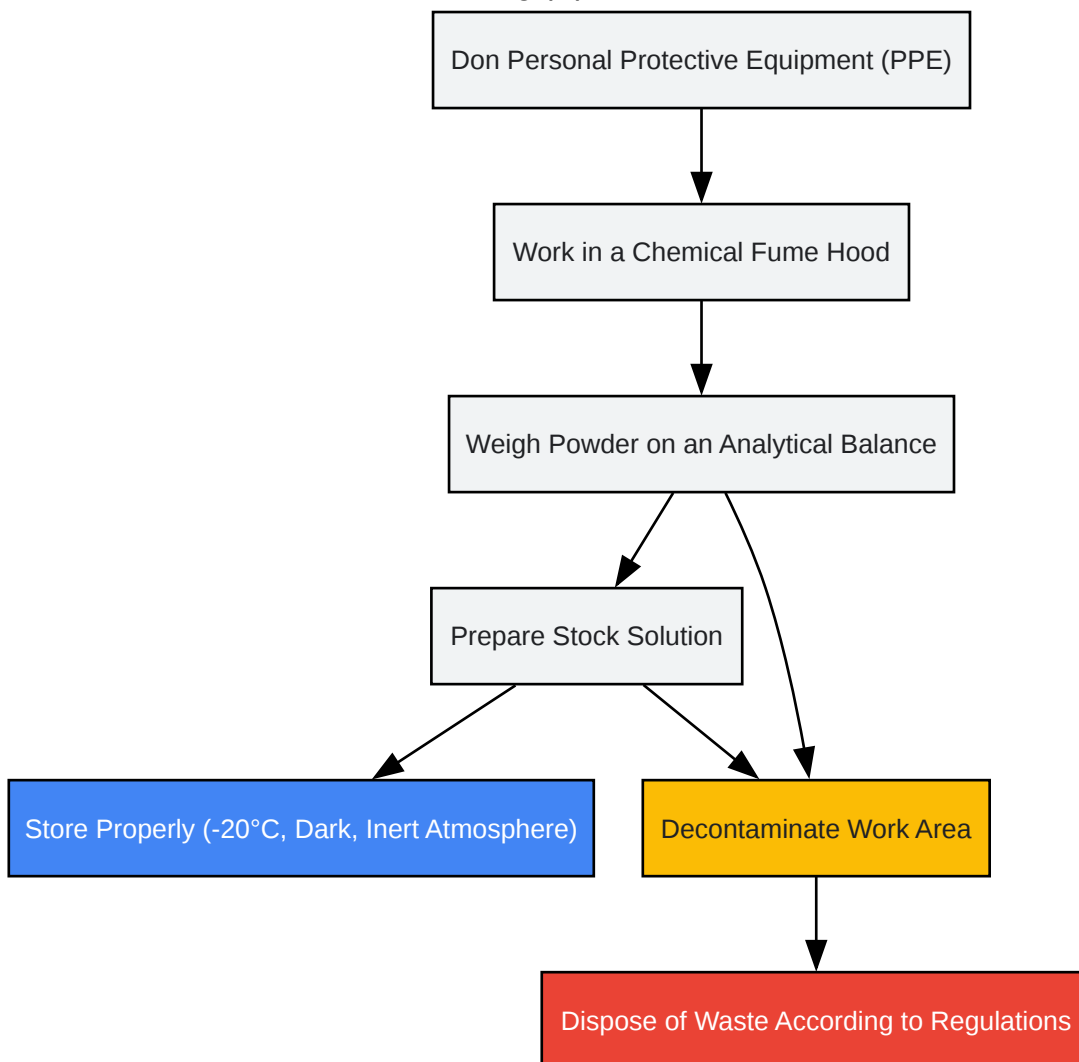 Don Personal Protective Equipment (PPE)
Work in a Chemical Fume Hood
Weigh Powder on an Analytical Balance
Prepare Stock Solution
Store Properly (-20°C, Dark, Inert Atmosphere)
Decontaminate Work Area
Dispose of Waste According to Regulations